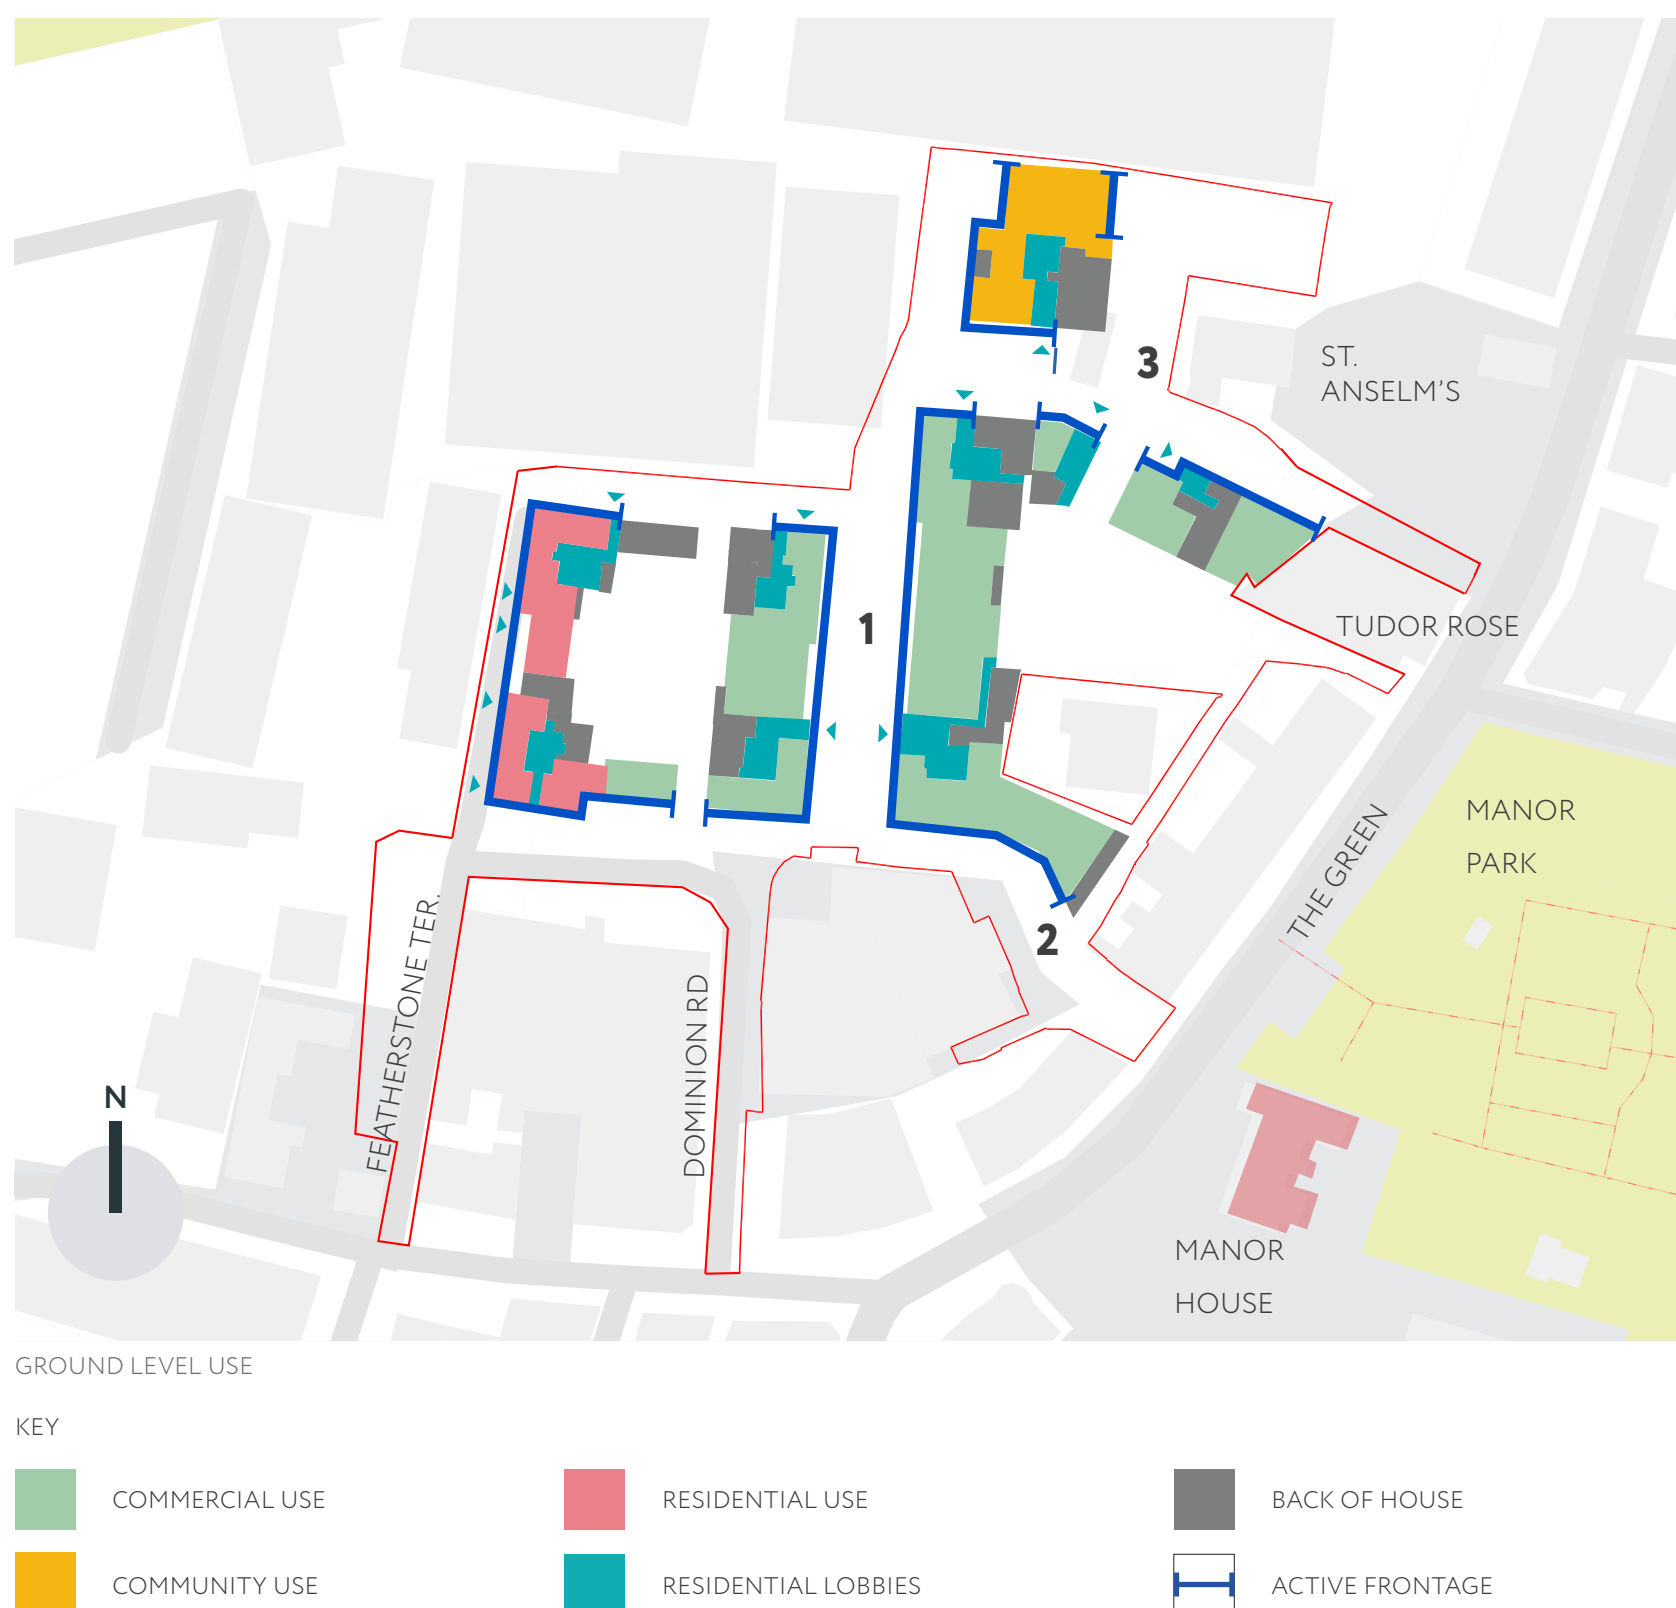 3
ST.
ANSELM'S
1
TUDOR ROSE
MANOR
PARK
THE GREEN
2
FEATHERSTONE TER.
DOMINION RD
N
MANOR
HOUSE
GROUND LEVEL USE
KEY
COMMERCIAL USE
RESIDENTIAL USE
BACK OF HOUSE
COMMUNITY USE
RESIDENTIAL LOBBIES
ACTIVE FRONTAGE